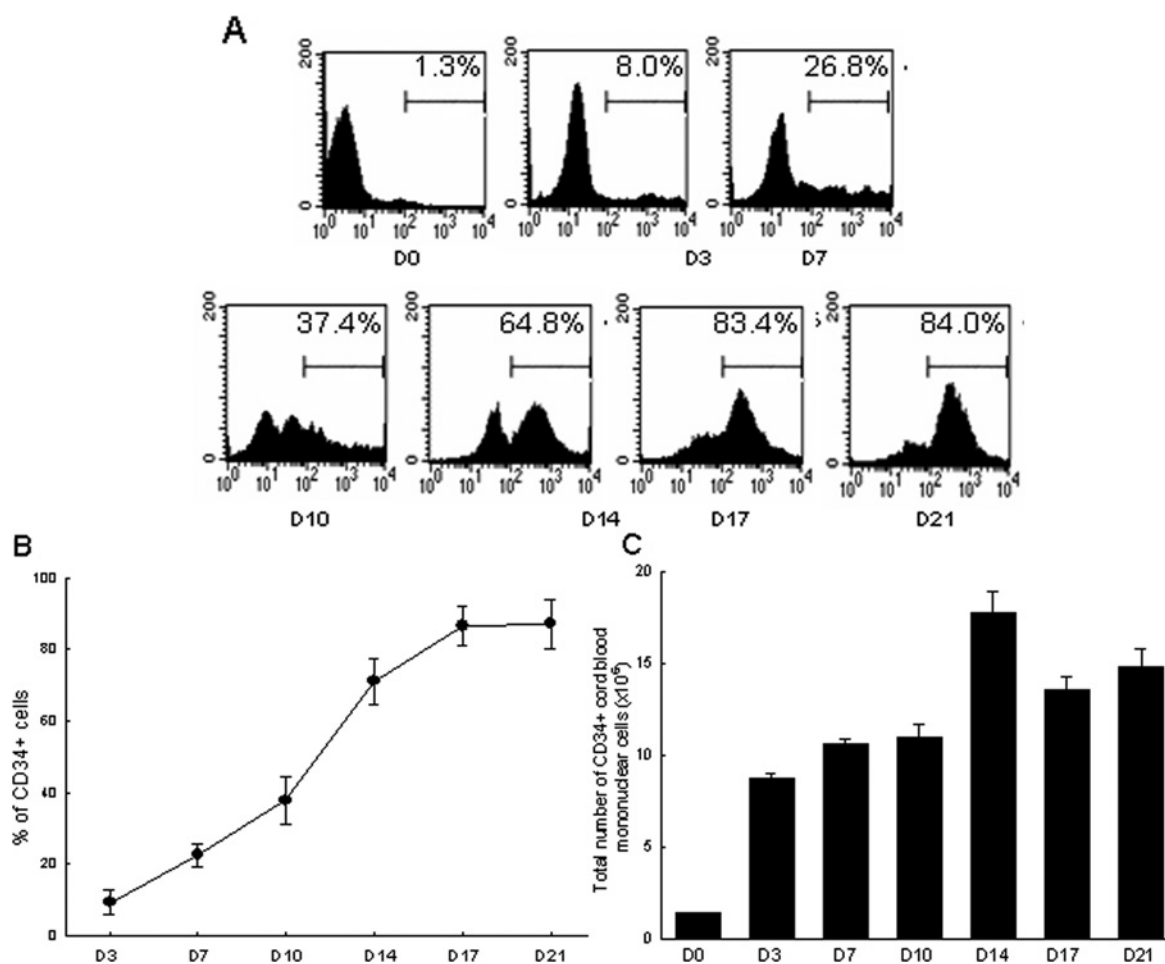 A
200 1.3% 200 8.0% 200 26.8%
0 0 0
10^0 10^1 10^2 10^3 10^4 10^0 10^1 10^2 10^3 10^4 10^0 10^1 10^2 10^3 10^4
D0 D3 D7
200 37.4% 200 64.8% 200 83.4% 200 84.0%
0 0 0 0
10^0 10^1 10^2 10^3 10^4 10^0 10^1 10^2 10^3 10^4 10^0 10^1 10^2 10^3 10^4 10^0 10^1 10^2 10^3 10^4
D10 D14 D17 D21
B
% of CD34+ cells
100
80
60
40
20
0
D3 D7 D10 D14 D17 D21
C
Total number of CD34+ cord blood
mononuclear cells (x10^6)
20
15
10
5
0
D0 D3 D7 D10 D14 D17 D21